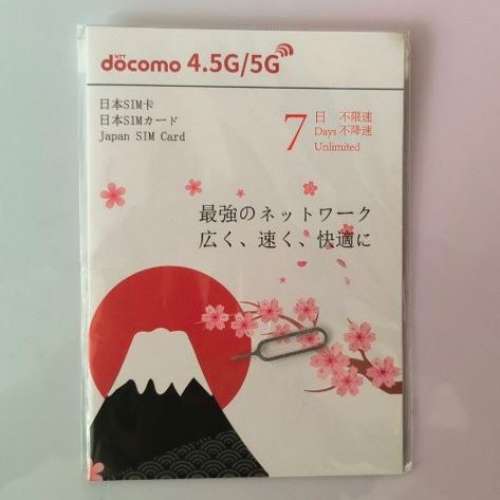 NTT
docomo 4.5G/5G
日本SIM卡
日本SIMカード
Japan SIM Card
7 日 不限速
Days 不降速
Unlimited
最強のネットワーク
広く、速く、快適に